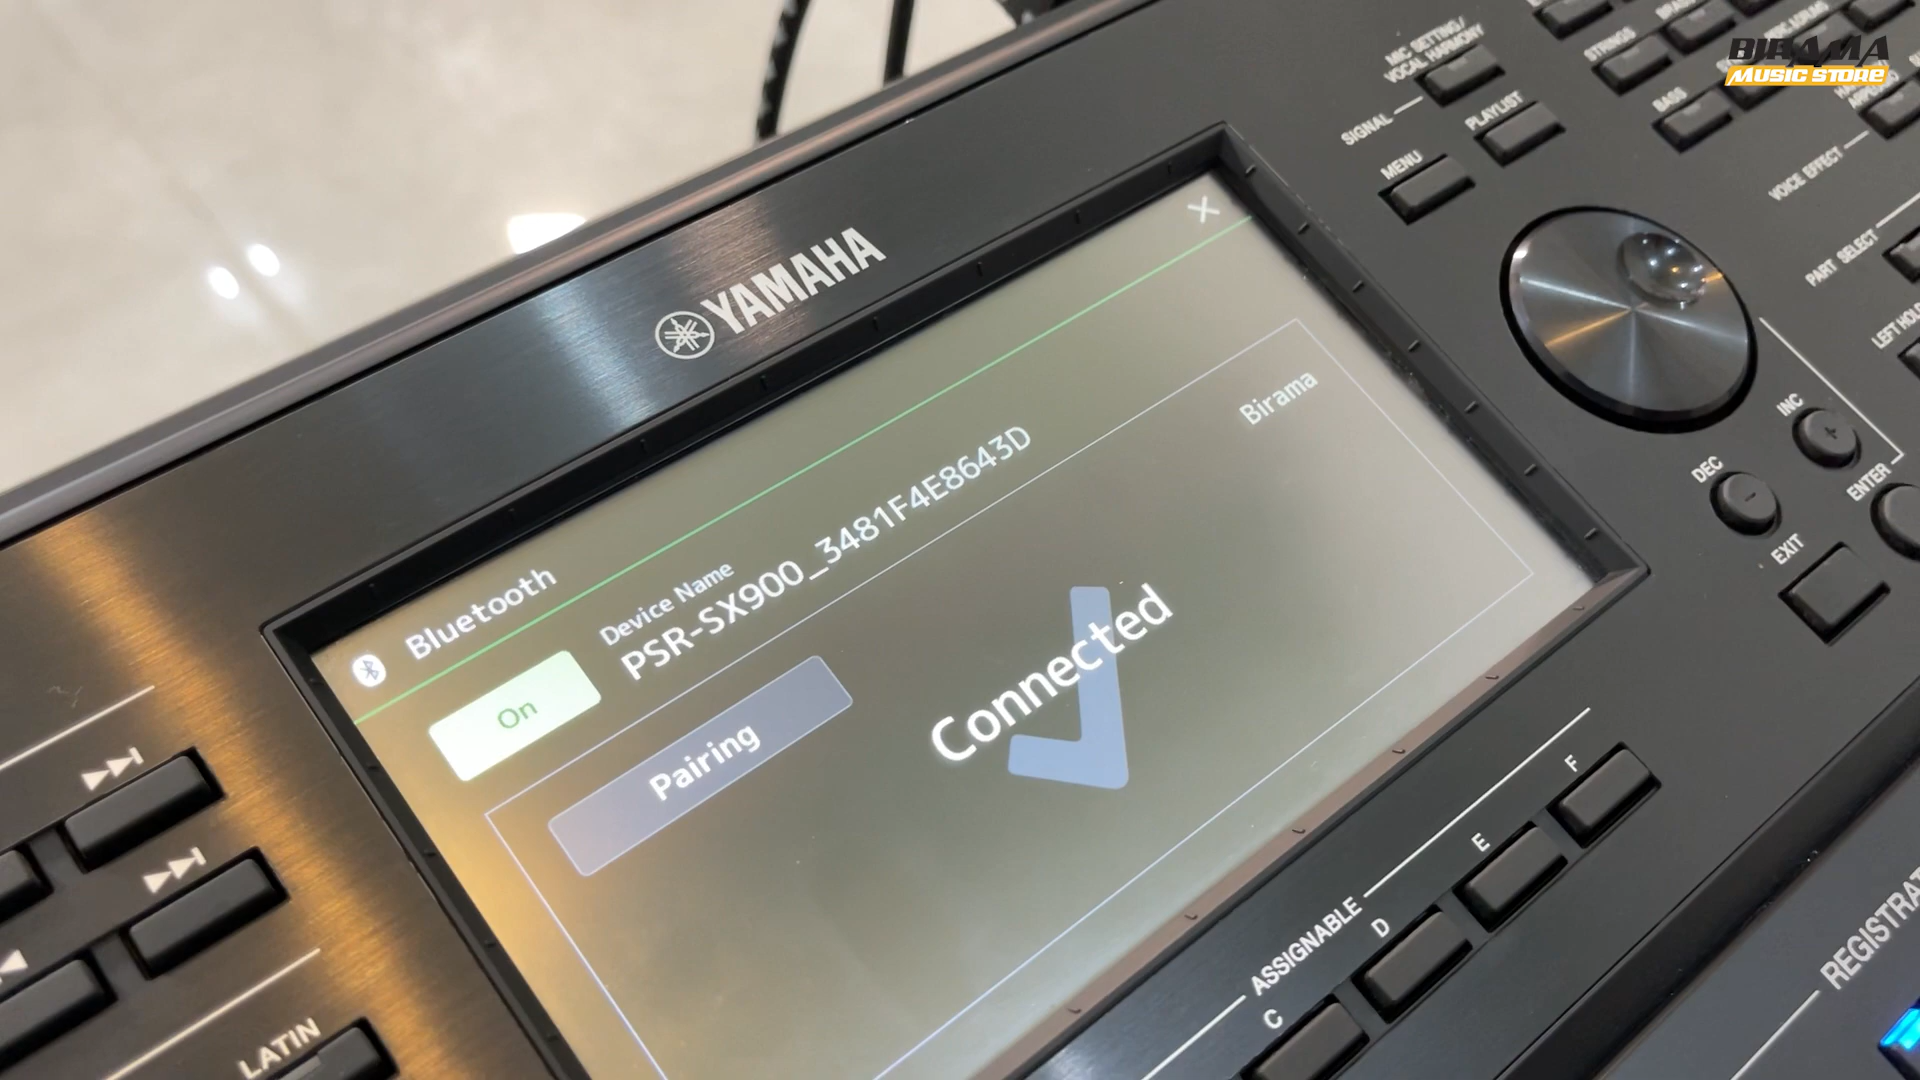 BIRAMA
MUSIC STORE
MIC SETTING/
VOCAL HARMONY
STRINGS
SIGNAL
PLAYLIST
BASS
MENU
VOICE EFFECT
PART SELECT
YAMAHA
INC
+
DEC
-
ENTER
EXIT
Bluetooth
On
Device Name
PSR-SX900_3481F4E8643D
Birama
Pairing
Connected
F
E
ASSIGNABLE
D
C
LATIN